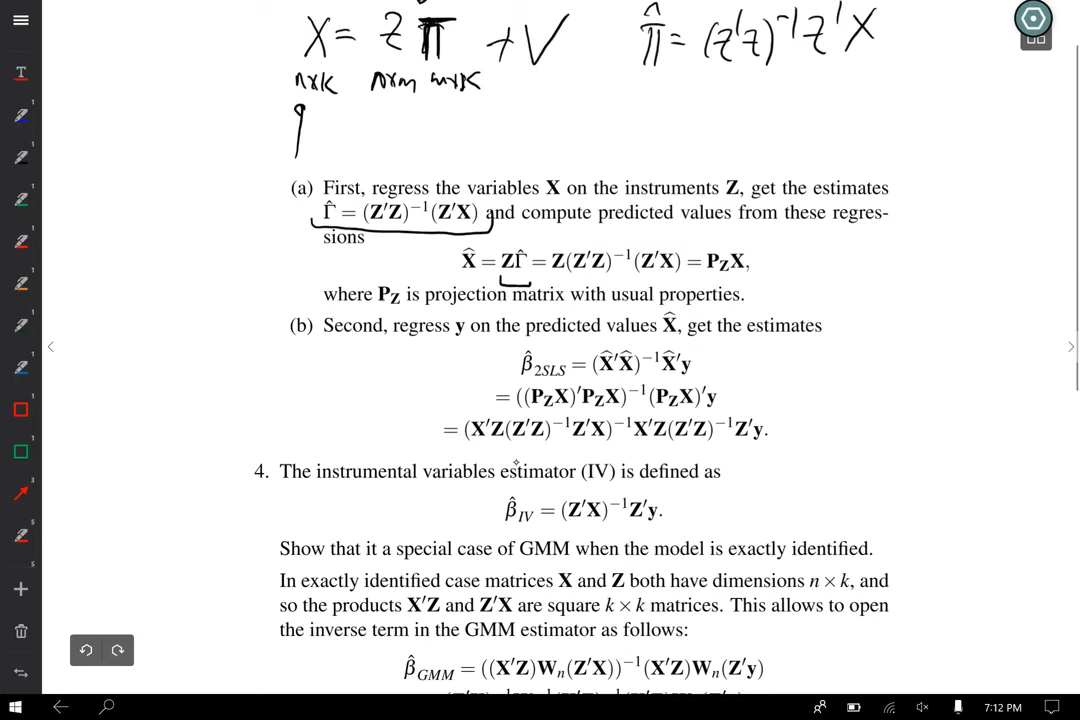 X = Z Π + V    Π̂ = (Z'Z)⁻¹Z'X
n×k n×m m×k
(a) First, regress the variables X on the instruments Z, get the estimates
Γ̂ = (Z′Z)⁻¹(Z′X) and compute predicted values from these regres-
sions
X̂ = ZΓ̂ = Z(Z′Z)⁻¹(Z′X) = P_Z X,
where P_Z is projection matrix with usual properties.
(b) Second, regress y on the predicted values X̂, get the estimates
β̂_2SLS = (X̂′X̂)⁻¹X̂′y
= ((P_Z X)′P_Z X)⁻¹(P_Z X)′y
= (X′Z(Z′Z)⁻¹Z′X)⁻¹X′Z(Z′Z)⁻¹Z′y.
4. The instrumental variables estimator (IV) is defined as
β̂_IV = (Z′X)⁻¹Z′y.
Show that it a special case of GMM when the model is exactly identified.
In exactly identified case matrices X and Z both have dimensions n × k, and
so the products X′Z and Z′X are square k × k matrices. This allows to open
the inverse term in the GMM estimator as follows:
β̂_GMM = ((X′Z)W_n(Z′X))⁻¹(X′Z)W_n(Z′y)
7:12 PM